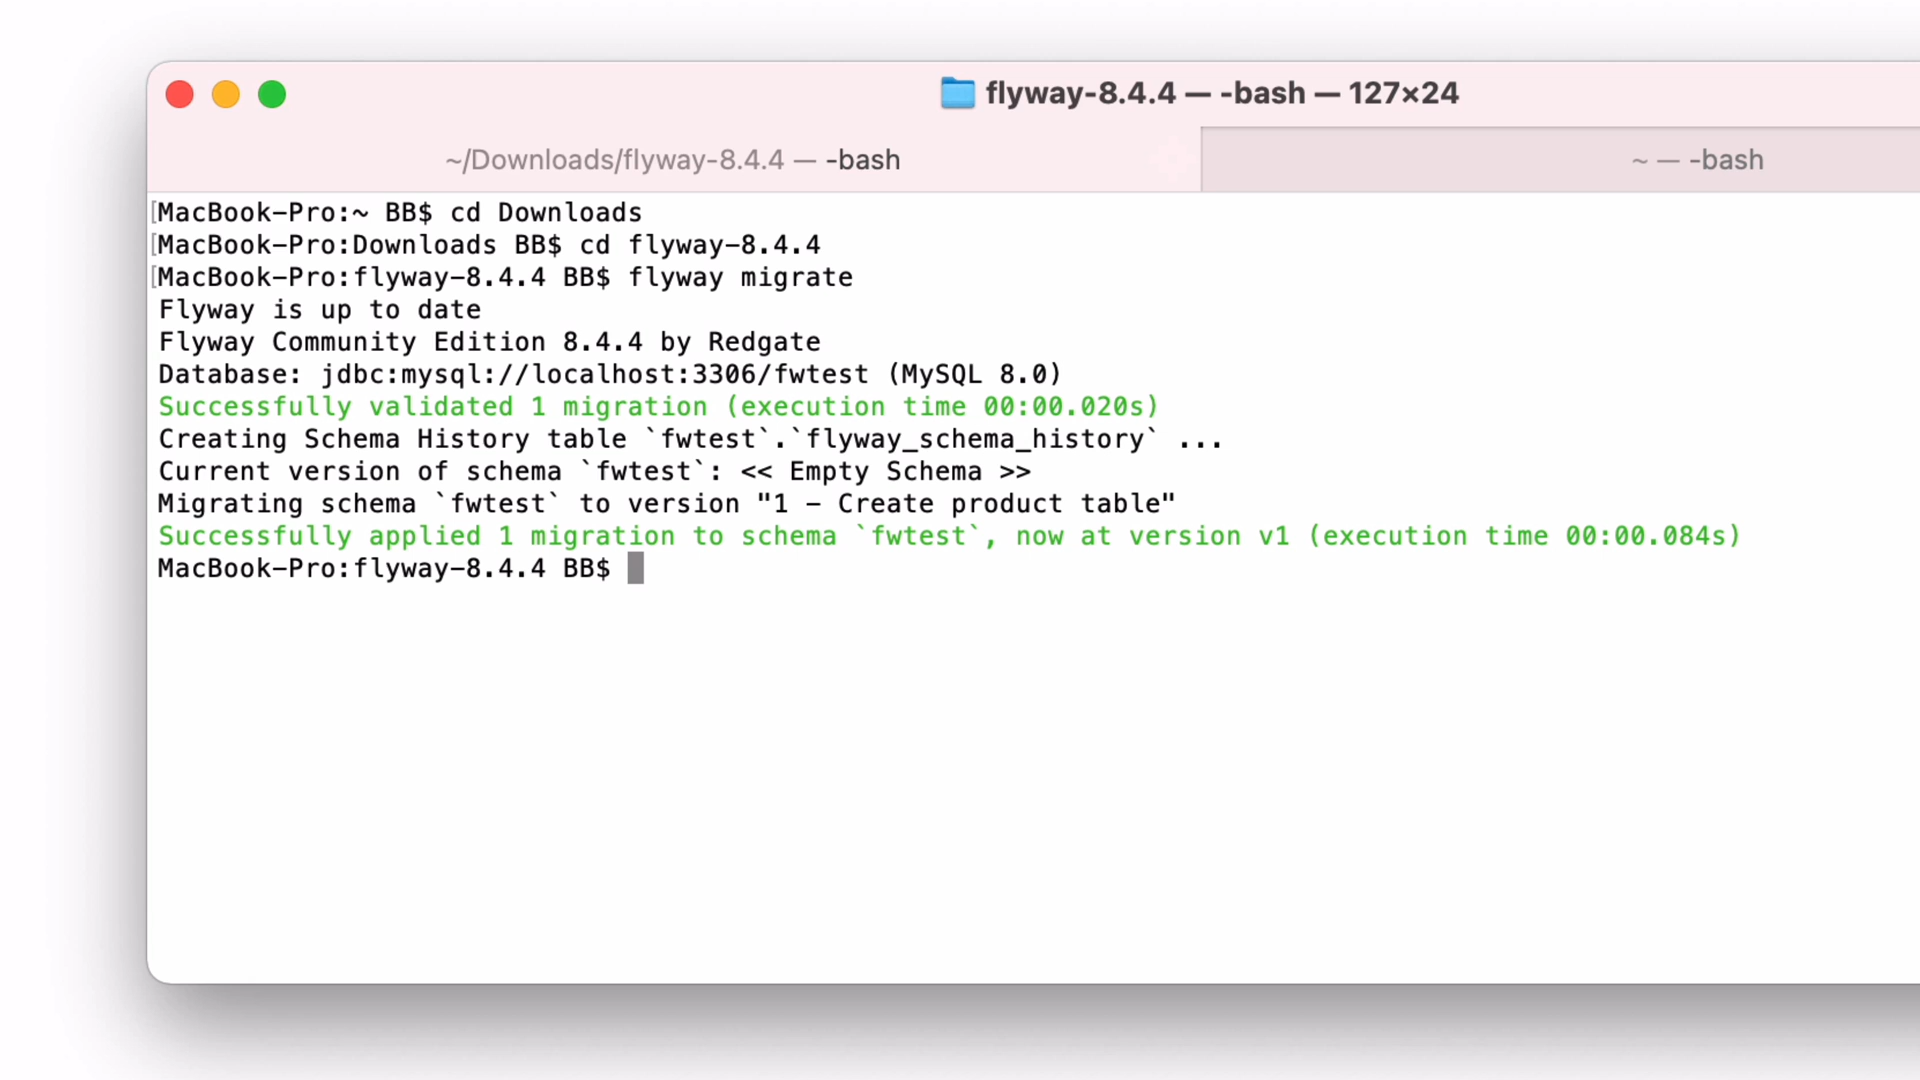 flyway-8.4.4 — -bash — 127×24
~/Downloads/flyway-8.4.4 — -bash
~ — -bash
[MacBook-Pro:~ BB$ cd Downloads
[MacBook-Pro:Downloads BB$ cd flyway-8.4.4
[MacBook-Pro:flyway-8.4.4 BB$ flyway migrate
Flyway is up to date
Flyway Community Edition 8.4.4 by Redgate
Database: jdbc:mysql://localhost:3306/fwtest (MySQL 8.0)
Successfully validated 1 migration (execution time 00:00.020s)
Creating Schema History table `fwtest`.`flyway_schema_history` ...
Current version of schema `fwtest`: << Empty Schema >>
Migrating schema `fwtest` to version "1 - Create product table"
Successfully applied 1 migration to schema `fwtest`, now at version v1 (execution time 00:00.084s)
MacBook-Pro:flyway-8.4.4 BB$